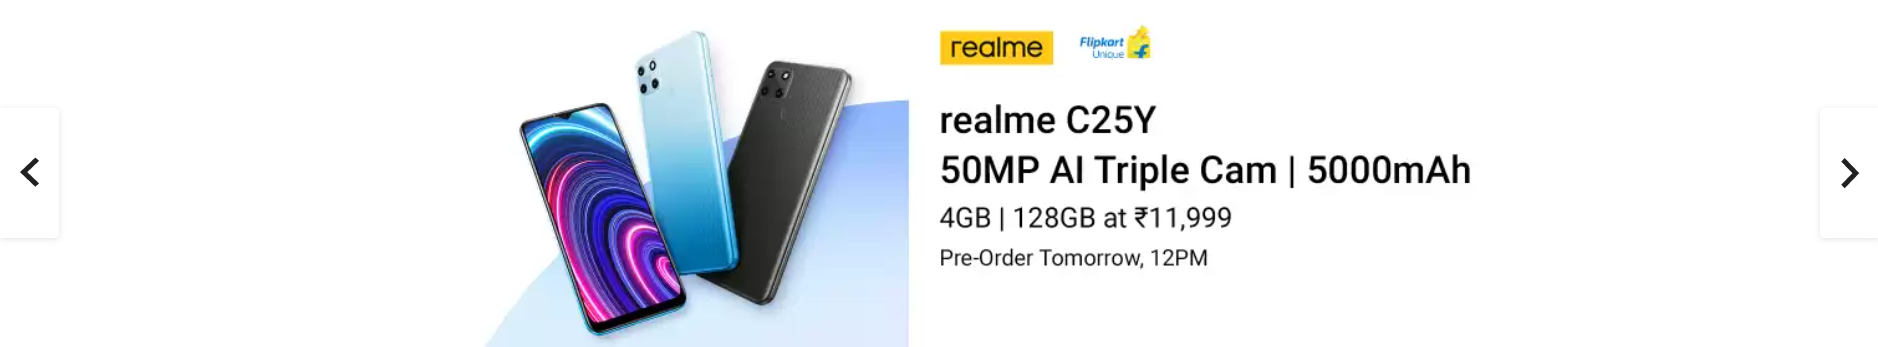 realme
Flipkart
Unique
realme C25Y
50MP AI Triple Cam | 5000mAh
4GB | 128GB at ₹11,999
Pre-Order Tomorrow, 12PM